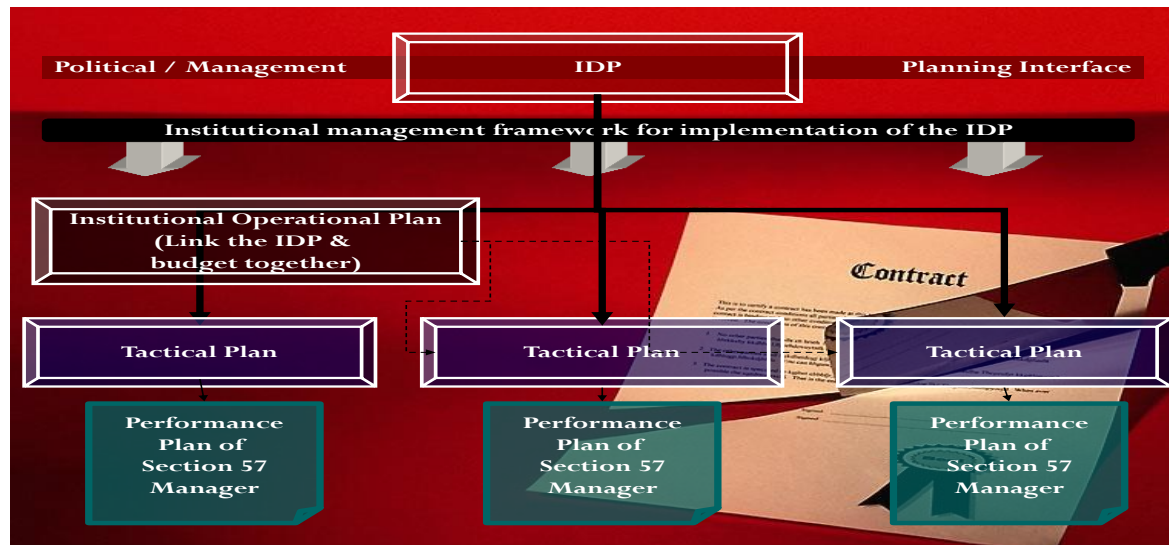 Political / Management
IDP
Planning Interface
Institutional management framework for implementation of the IDP
Institutional Operational Plan
(Link the IDP &
budget together)
Contract
Tactical Plan
Tactical Plan
Tactical Plan
Performance
Plan of
Section 57
Manager
Performance
Plan of
Section 57
Manager
Performance
Plan of
Section 57
Manager